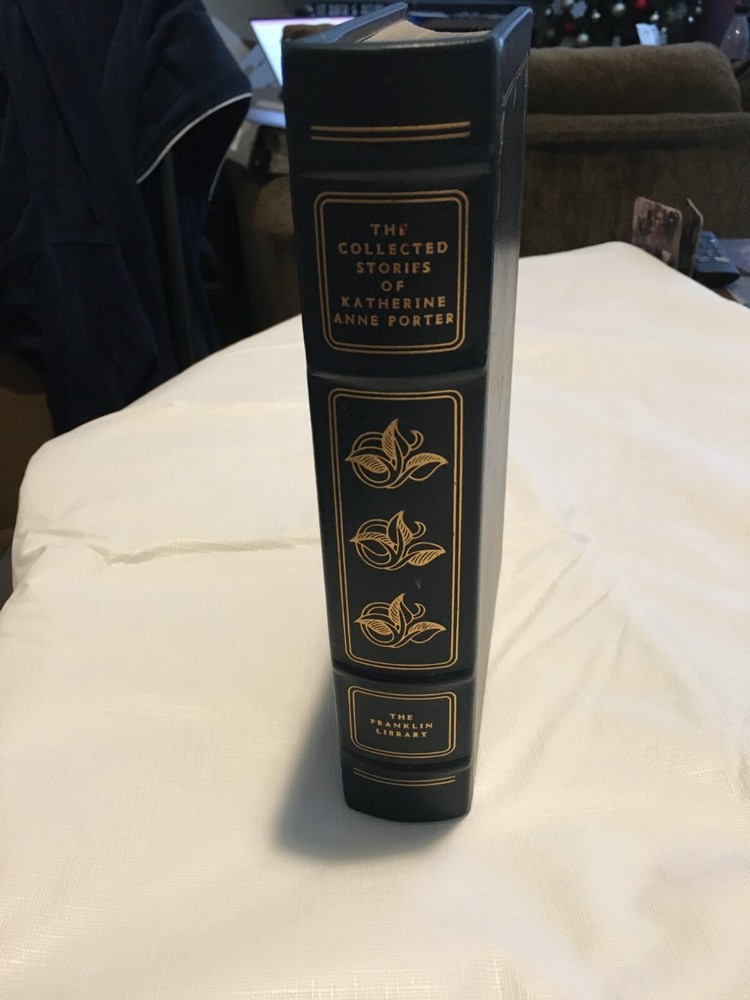 THE
COLLECTED
STORIES
OF
KATHERINE
ANNE PORTER
THE
FRANKLIN
LIBRARY